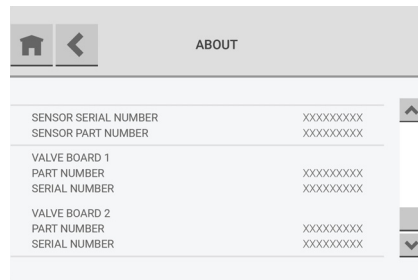 ABOUT
SENSOR SERIAL NUMBER XXXXXXXXX
SENSOR PART NUMBER XXXXXXXXX
VALVE BOARD 1
PART NUMBER XXXXXXXXX
SERIAL NUMBER XXXXXXXXX
VALVE BOARD 2
PART NUMBER XXXXXXXXX
SERIAL NUMBER XXXXXXXXX